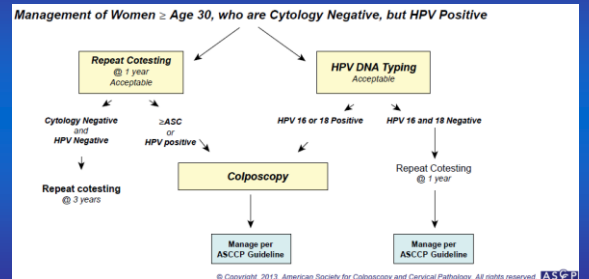 Management of Women ≥ Age 30, who are Cytology Negative, but HPV Positive
Repeat Cotesting
@ 1 year
Acceptable
HPV DNA Typing
Acceptable
Cytology Negative
and
HPV Negative
≥ASC
or
HPV positive
HPV 16 or 18 Positive
HPV 16 and 18 Negative
Repeat cotesting
@ 3 years
Colposcopy
Repeat Cotesting
@ 1 year
Manage per
ASCCP Guideline
Manage per
ASCCP Guideline
© Copyright, 2013, American Society for Colposcopy and Cervical Pathology. All rights reserved.